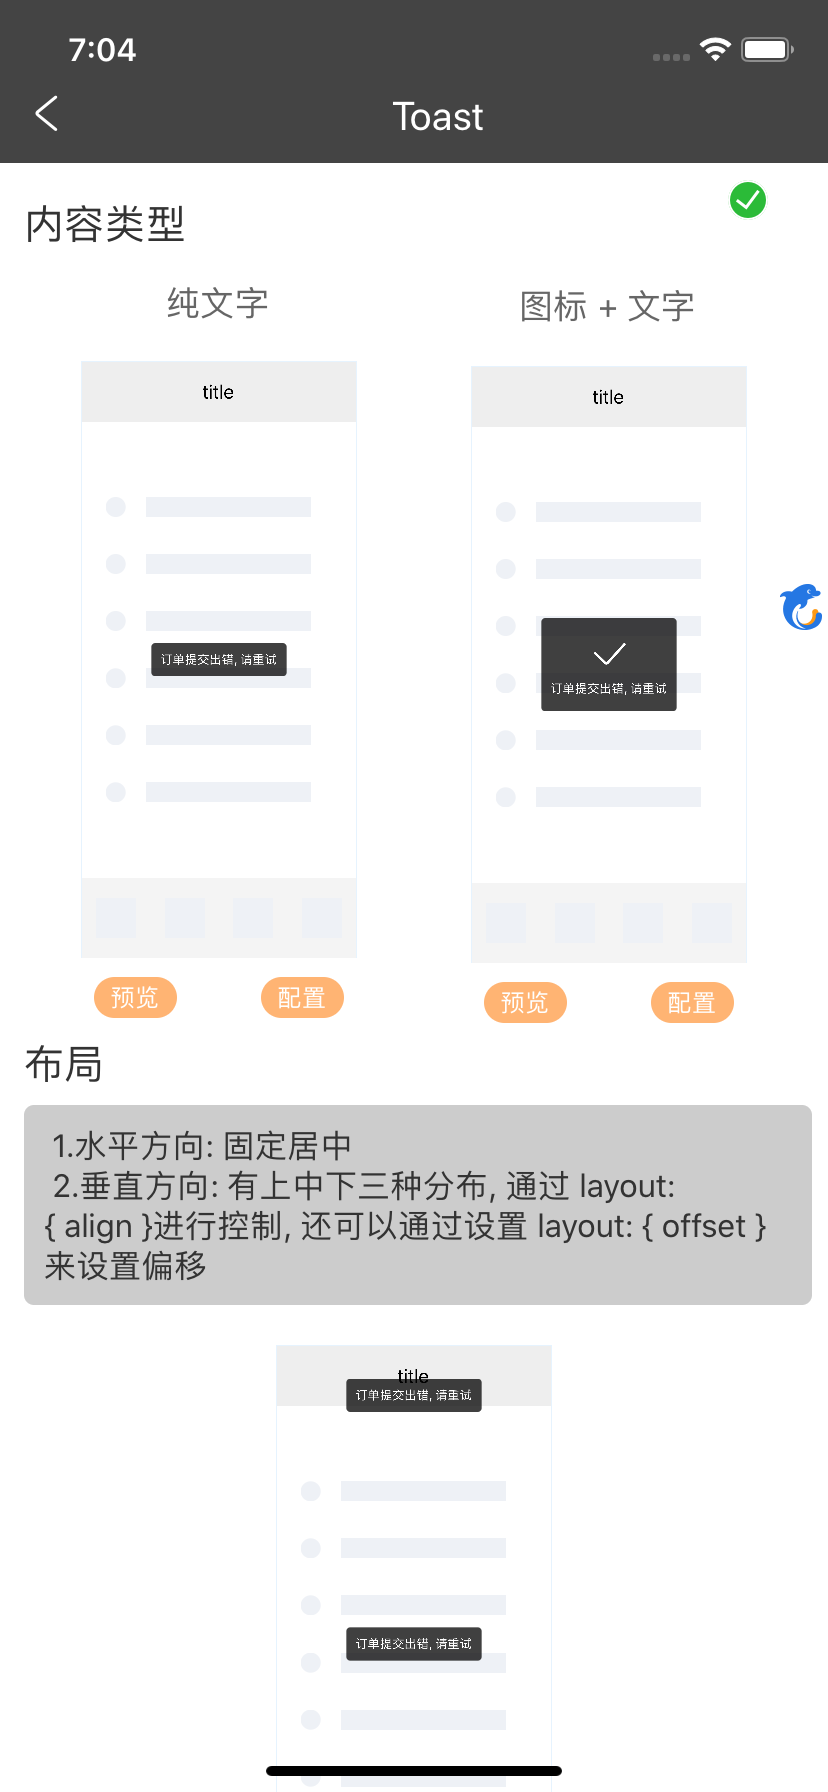 7:04
Toast
内容类型
纯文字
图标 + 文字
title
title
订单提交出错, 请重试
订单提交出错, 请重试
预览
配置
预览
配置
布局
1.水平方向: 固定居中
2.垂直方向: 有上中下三种分布, 通过 layout:
{ align }进行控制, 还可以通过设置 layout: { offset }
来设置偏移
title
订单提交出错, 请重试
订单提交出错, 请重试